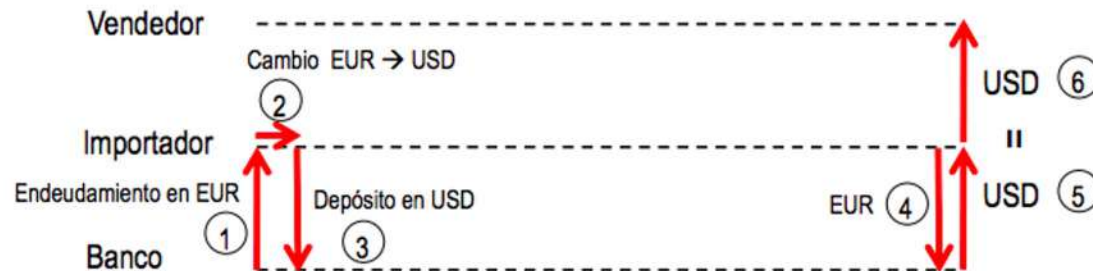 Vendedor
Cambio EUR → USD
2
USD 6
Importador
=
Endeudamiento en EUR
1
Depósito en USD
3
EUR 4
USD 5
Banco